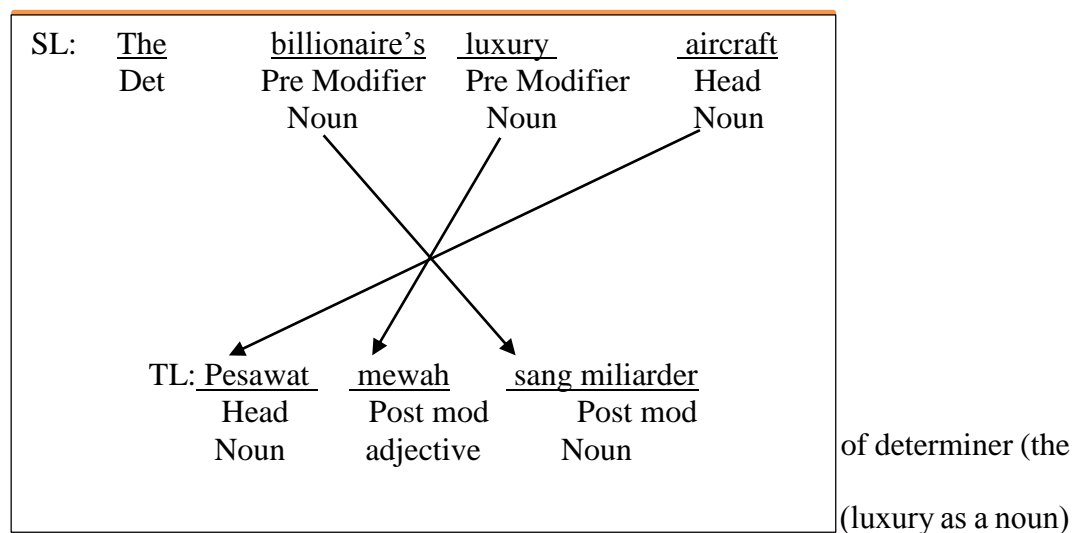 SL: The billionaire’s luxury aircraft
Det Pre Modifier Pre Modifier Head
Noun Noun Noun
TL: Pesawat mewah sang miliarder
Head Post mod Post mod
Noun adjective Noun
of determiner (the
(luxury as a noun)